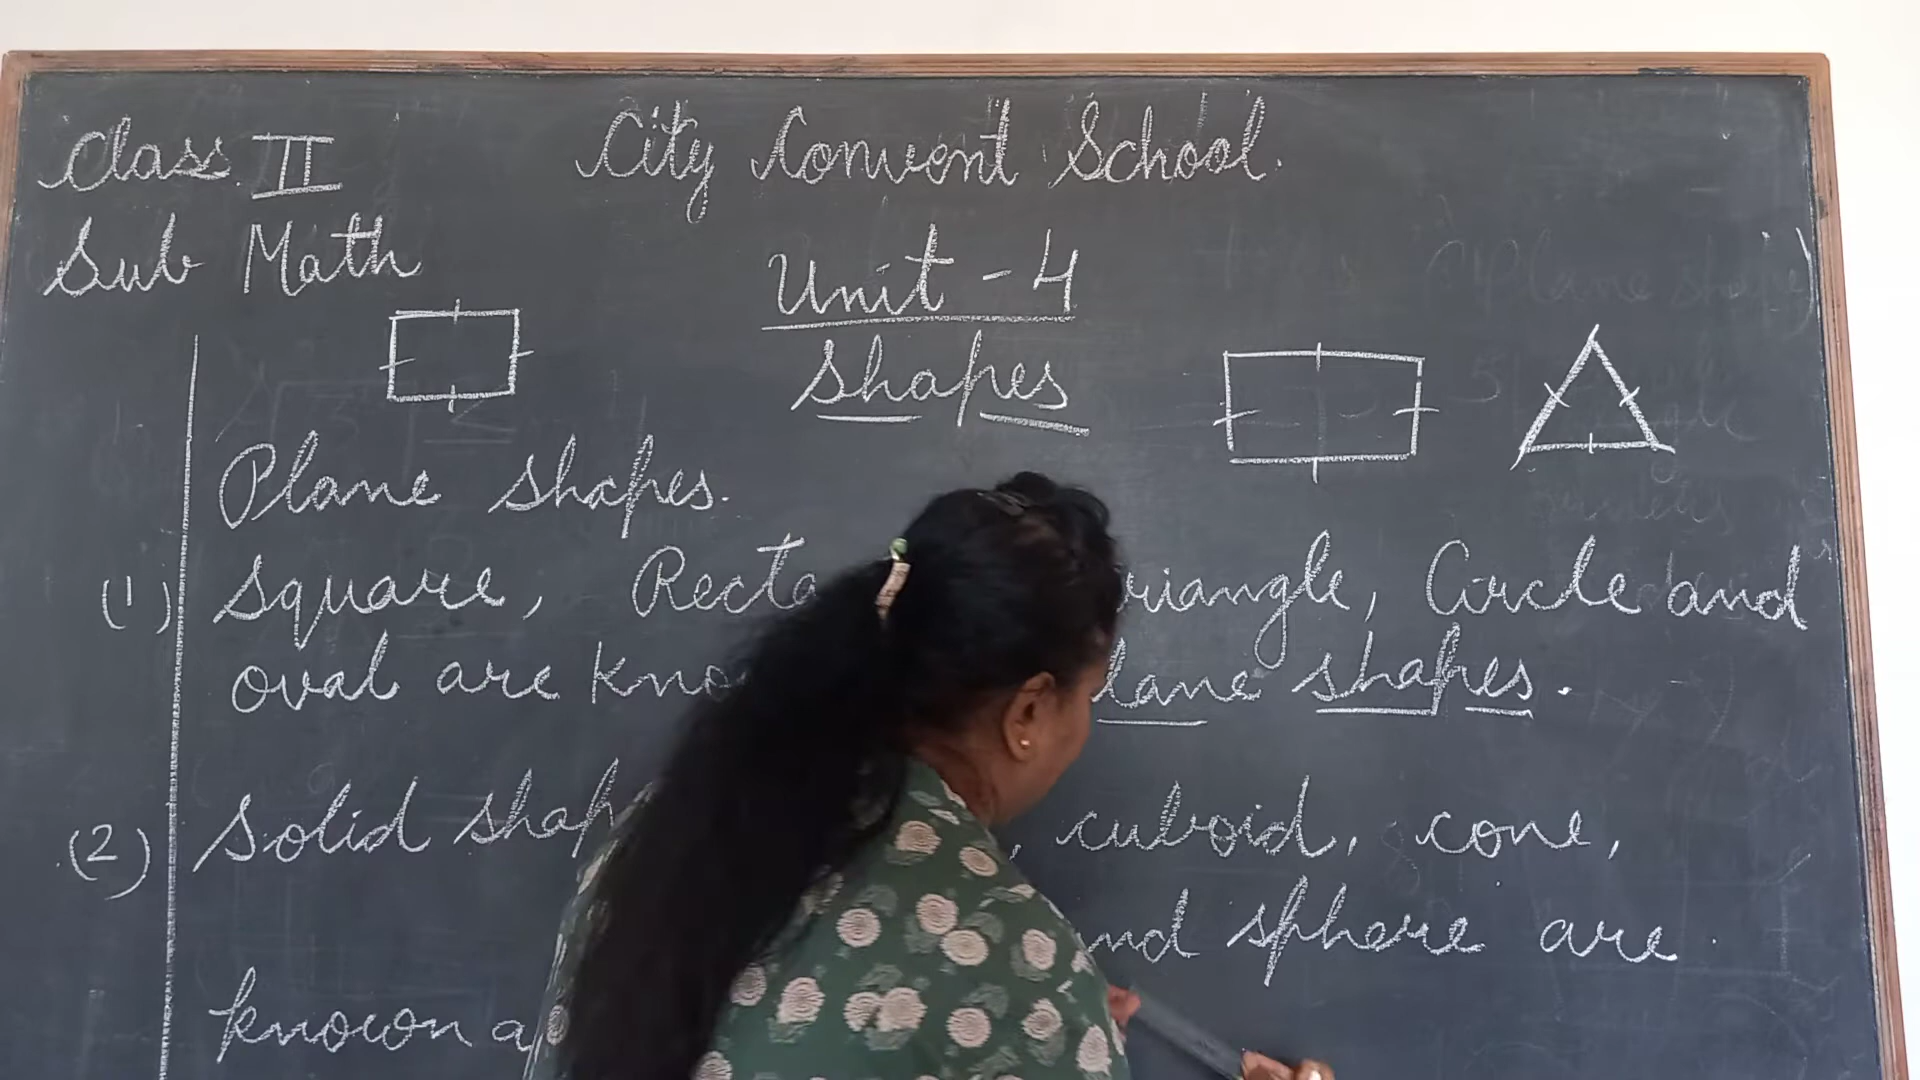 Class II City Convent School.
Sub Math
Unit - 4
Shapes
Plane shapes.
(1) Square, Recta riangle, Circle and
oval are kno lane shapes.
(2) Solid shap , cuboid, cone,
nd sphere are
known a